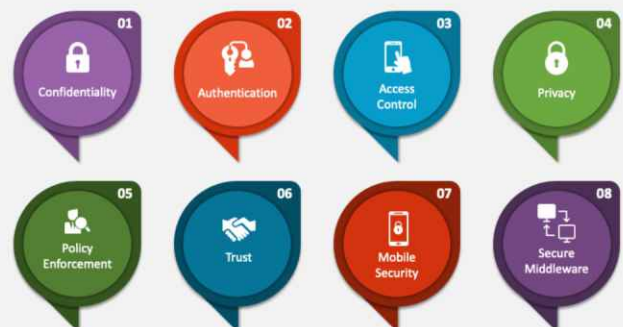 01
Confidentiality
02
Authentication
03
Access
Control
04
Privacy
05
Policy
Enforcement
06
Trust
07
Mobile
Security
08
Secure
Middleware